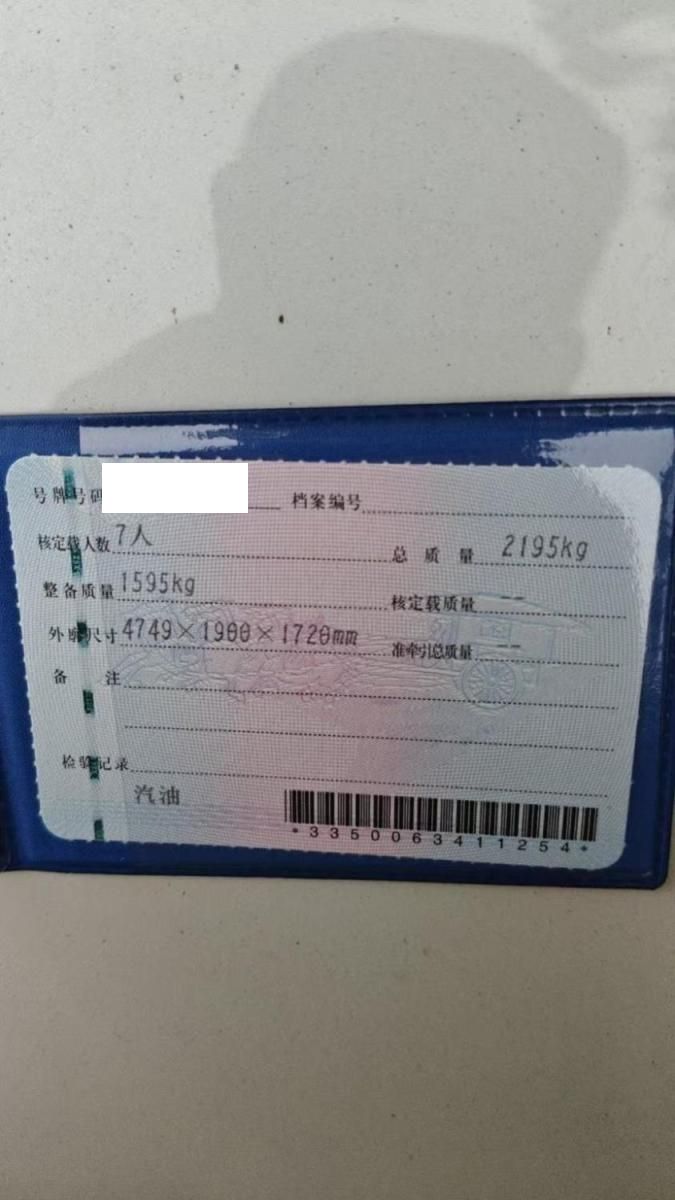 号牌号码 档案编号
核定载人数 7人 总质量 2195kg
整备质量 1595kg 核定载质量 --
外廓尺寸 4749×1900×1720mm 准牵引总质量 --
备注
检验记录
汽油
*3350063411254*